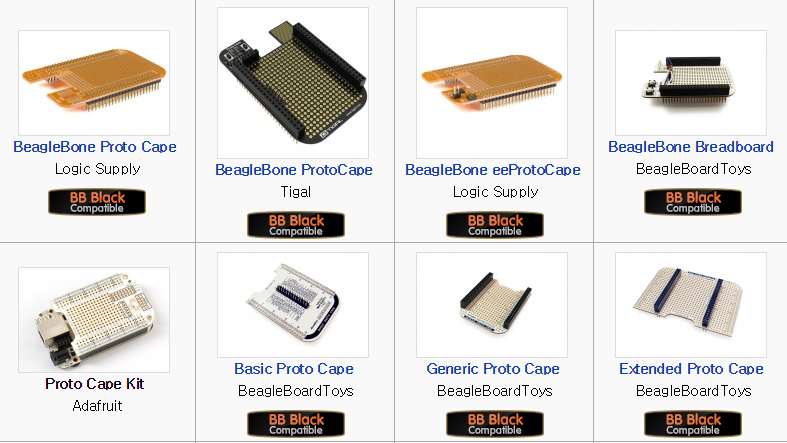 BeagleBone Proto Cape
Logic Supply
BB Black
Compatible
BeagleBone ProtoCape
Tigal
BB Black
Compatible
BeagleBone eeProtoCape
Logic Supply
BB Black
Compatible
BeagleBone Breadboard
BeagleBoardToys
BB Black
Compatible
Proto Cape Kit
Adafruit
Basic Proto Cape
BeagleBoardToys
BB Black
Compatible
Generic Proto Cape
BeagleBoardToys
BB Black
Compatible
Extended Proto Cape
BeagleBoardToys
BB Black
Compatible